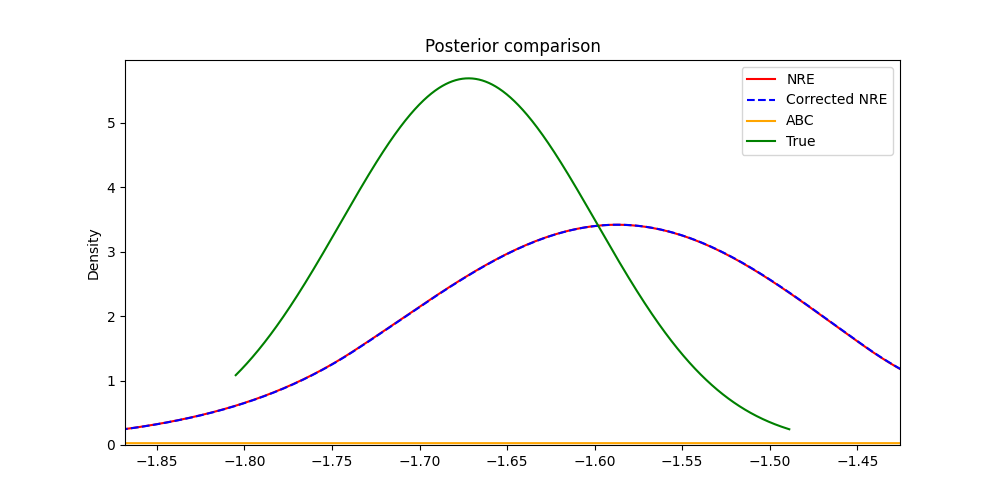 Posterior comparison
NRE
Corrected NRE
ABC
True
Density
5
4
3
2
1
0
−1.85 −1.80 −1.75 −1.70 −1.65 −1.60 −1.55 −1.50 −1.45